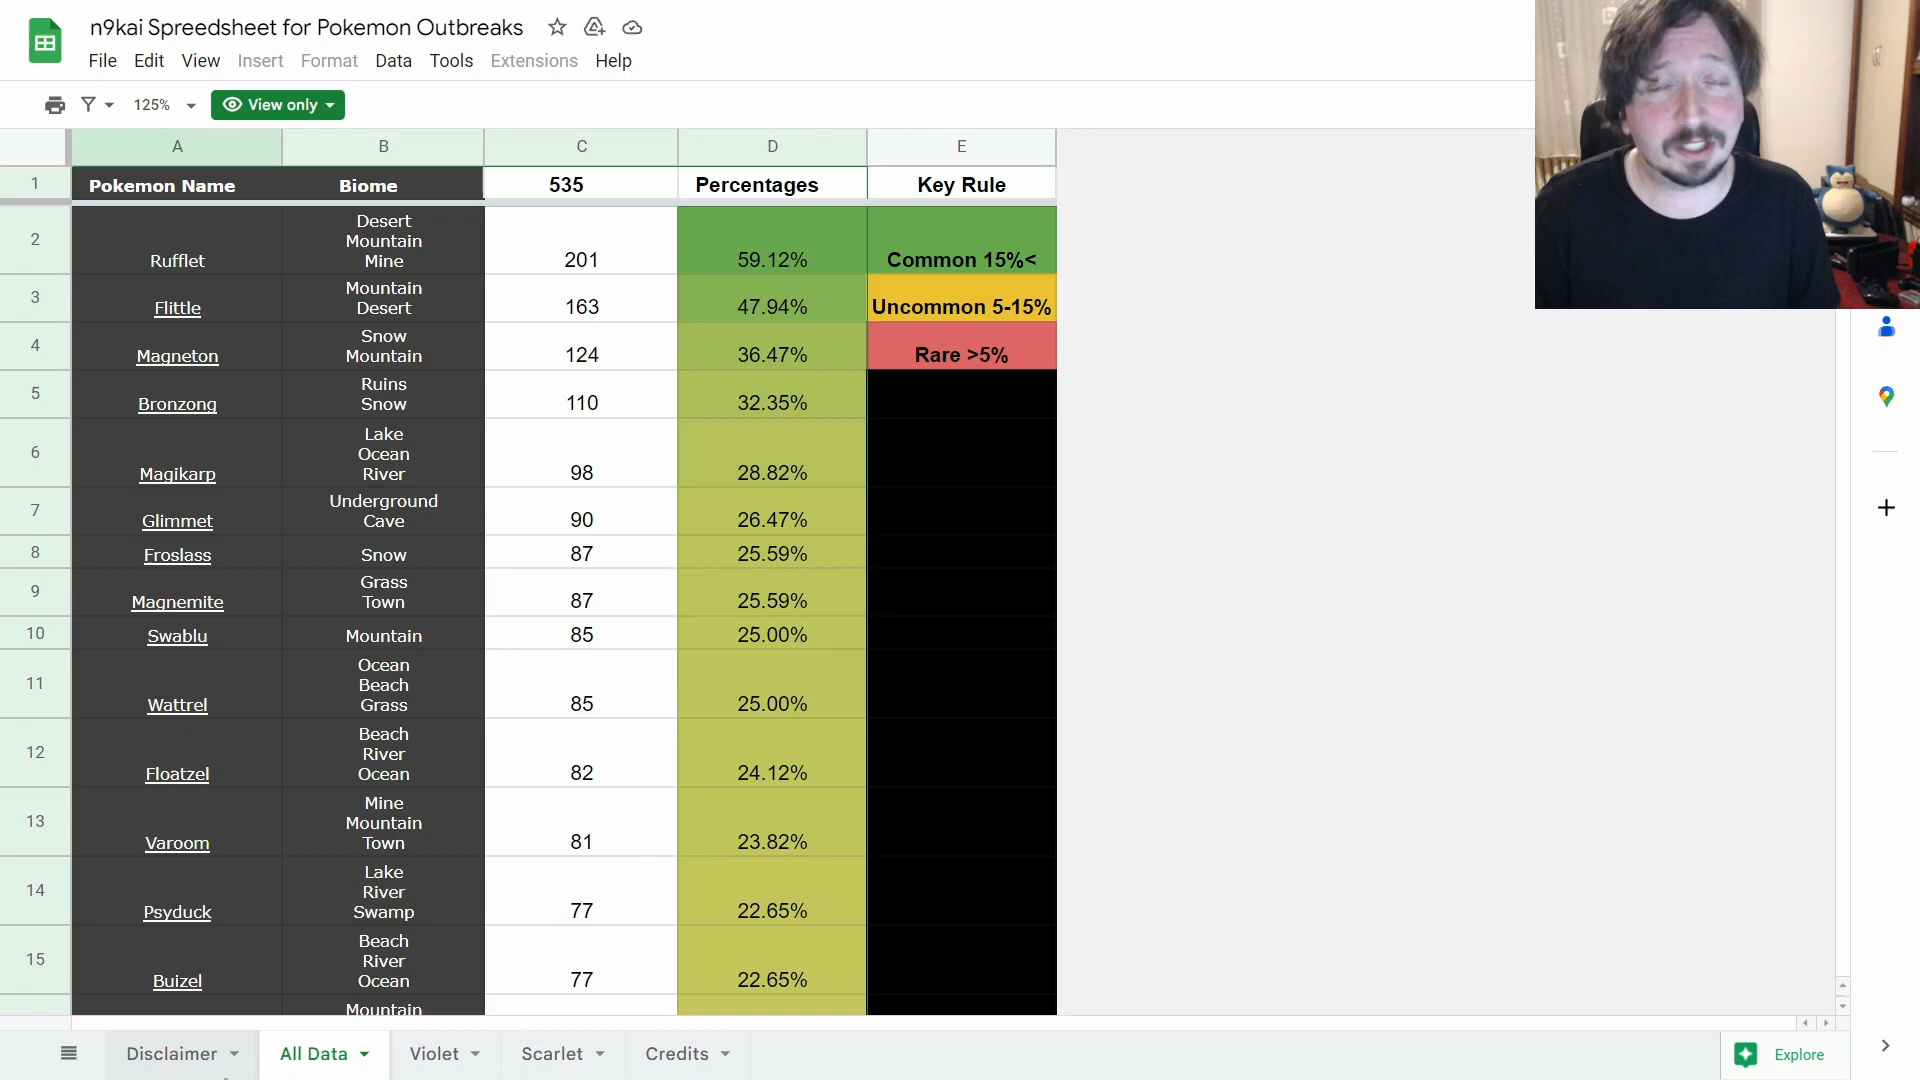 n9kai Spreedsheet for Pokemon Outbreaks
File Edit View Insert Format Data Tools Extensions Help
125% View only
A B C D E
1 Pokemon Name Biome 535 Percentages Key Rule
2 Rufflet Desert
Mountain
Mine 201 59.12% Common 15%<
3 Flittle Mountain
Desert 163 47.94% Uncommon 5-15%
4 Magneton Snow
Mountain 124 36.47% Rare >5%
5 Bronzong Ruins
Snow 110 32.35%
6 Magikarp Lake
Ocean
River 98 28.82%
7 Glimmet Underground
Cave 90 26.47%
8 Froslass Snow 87 25.59%
9 Magnemite Grass
Town 87 25.59%
10 Swablu Mountain 85 25.00%
11 Wattrel Ocean
Beach
Grass 85 25.00%
12 Floatzel Beach
River
Ocean 82 24.12%
13 Varoom Mine
Mountain
Town 81 23.82%
14 Psyduck Lake
River
Swamp 77 22.65%
15 Buizel Beach
River
Ocean 77 22.65%
Mountain
Disclaimer All Data Violet Scarlet Credits Explore